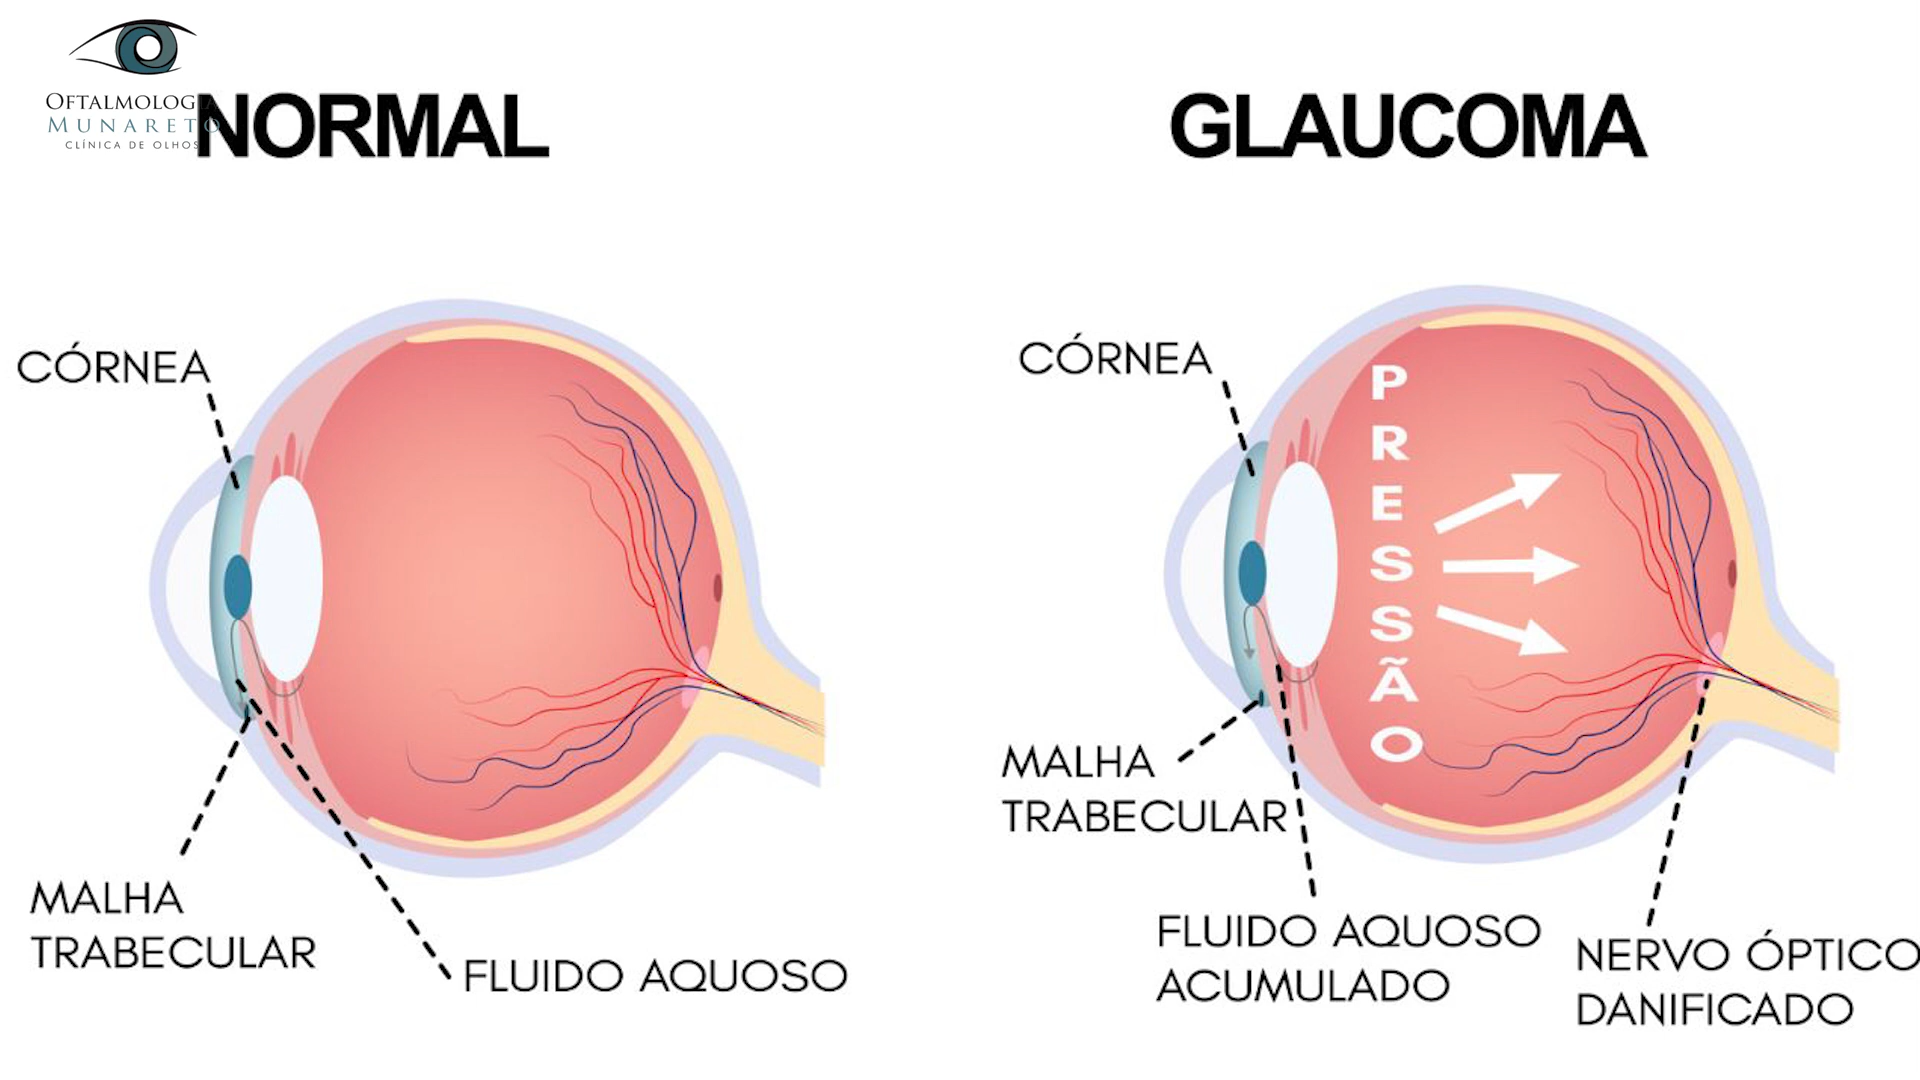 OFTALMOLOGIA
MUNARETO
CLÍNICA DE OLHOS
NORMAL
CÓRNEA
MALHA
TRABECULAR
FLUIDO AQUOSO
GLAUCOMA
CÓRNEA
PRESSÃO
MALHA
TRABECULAR
FLUIDO AQUOSO
ACUMULADO
NERVO ÓPTICO
DANIFICADO